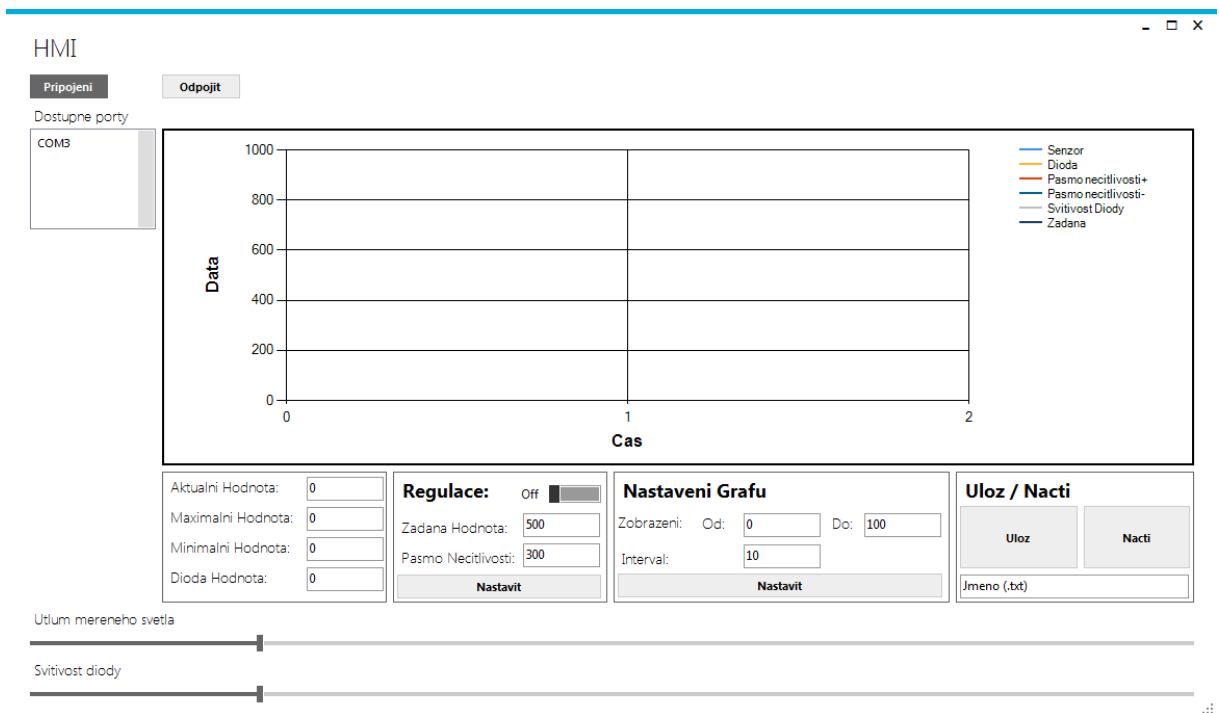 HMI
Pripojeni
Odpojit
Dostupne porty
COM3
1000
800
600
400
200
0
Data
0 1 2
Cas
Senzor
Dioda
Pasmo necitlivosti+
Pasmo necitlivosti-
Svitivost Diody
Zadana
Aktualni Hodnota: 0
Maximalni Hodnota: 0
Minimalni Hodnota: 0
Dioda Hodnota: 0
Regulace: Off
Zadana Hodnota: 500
Pasmo Necitlivosti: 300
Nastavit
Nastaveni Grafu
Zobrazeni: Od: 0 Do: 100
Interval: 10
Nastavit
Uloz / Nacti
Uloz Nacti
Jmeno (.txt)
Utlum mereneho svetla
Svitivost diody